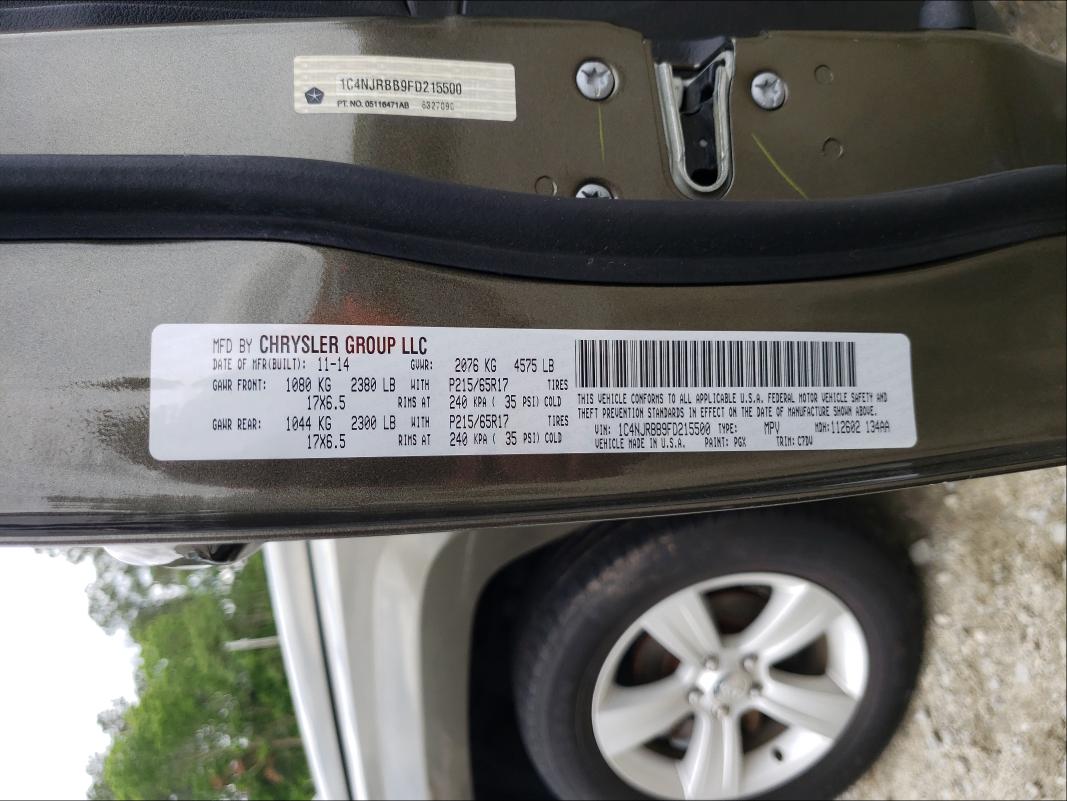 1C4NJRBB9FD215500
PT. NO. 05116471AB 6327090
MFD BY CHRYSLER GROUP LLC
DATE OF MFR(BUILT): 11-14 GVWR: 2076 KG 4575 LB
GAWR FRONT: 1080 KG 2380 LB WITH P215/65R17 TIRES
17X6.5 RIMS AT 240 KPA ( 35 PSI) COLD
GAWR REAR: 1044 KG 2300 LB WITH P215/65R17 TIRES
17X6.5 RIMS AT 240 KPA ( 35 PSI) COLD
THIS VEHICLE CONFORMS TO ALL APPLICABLE U.S.A. FEDERAL MOTOR VEHICLE SAFETY AND
THEFT PREVENTION STANDARDS IN EFFECT ON THE DATE OF MANUFACTURE SHOWN ABOVE.
VIN: 1C4NJRBB9FD215500 TYPE: MPV MDH:112602 134AA
VEHICLE MADE IN U.S.A. PAINT: PGX TRIM: C7DV